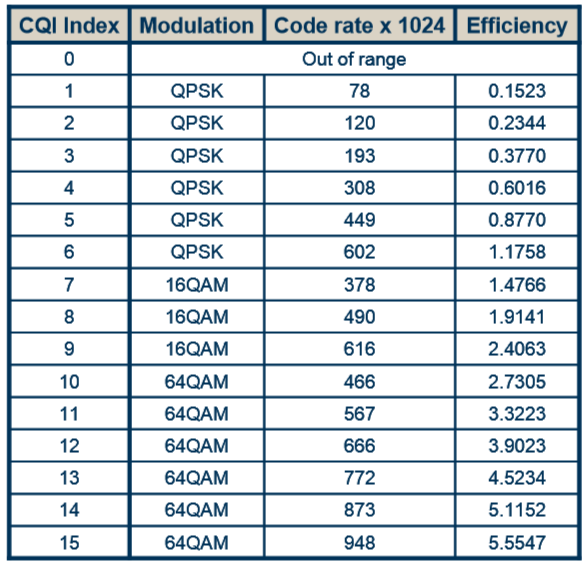 CQI Index Modulation Code rate x 1024 Efficiency
0 Out of range
1 QPSK 78 0.1523
2 QPSK 120 0.2344
3 QPSK 193 0.3770
4 QPSK 308 0.6016
5 QPSK 449 0.8770
6 QPSK 602 1.1758
7 16QAM 378 1.4766
8 16QAM 490 1.9141
9 16QAM 616 2.4063
10 64QAM 466 2.7305
11 64QAM 567 3.3223
12 64QAM 666 3.9023
13 64QAM 772 4.5234
14 64QAM 873 5.1152
15 64QAM 948 5.5547